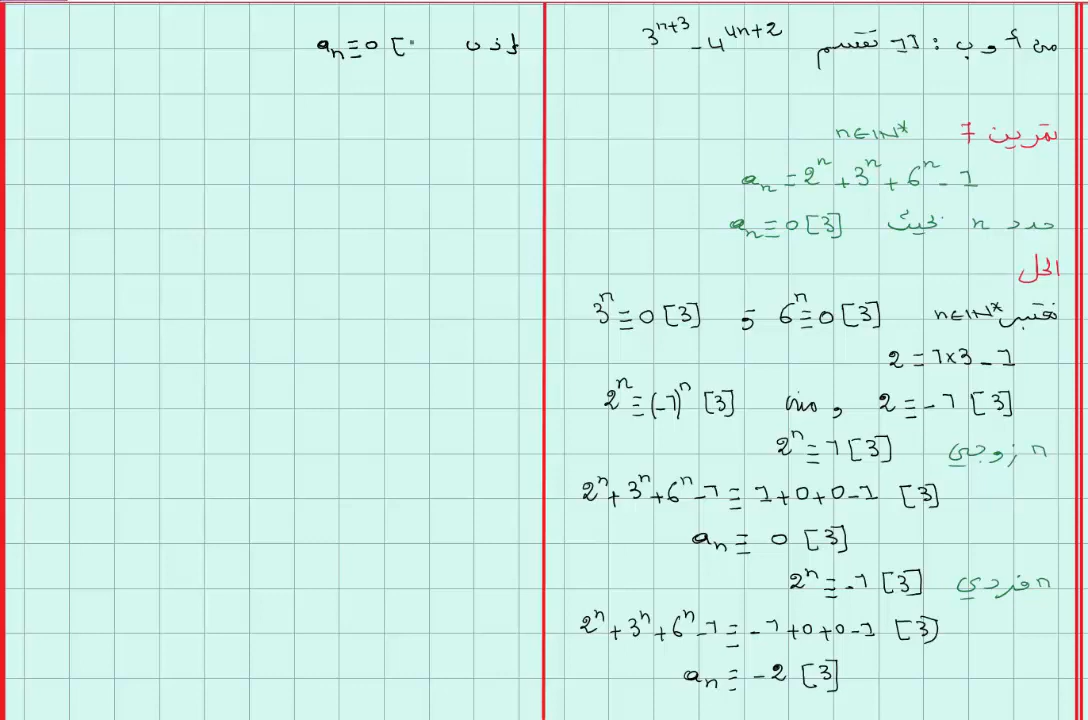 من أ و ب : 11 تقسم 3^{n+3} - 4^{4n+2}
تمرين 7 n∈IN*
a_n = 2^n + 3^n + 6^n - 1
حدد n بحيث a_n ≡ 0 [3]
الحل
نعتبر n∈IN* 6^n ≡ 0 [3] و 3^n ≡ 0 [3]
2 = 1×3 - 1
2 ≡ -1 [3] ومنه 2^n ≡ (-1)^n [3]
n زوجي 2^n ≡ 1 [3]
2^n + 3^n + 6^n - 1 ≡ 1 + 0 + 0 - 1 [3]
a_n ≡ 0 [3]
n فردي 2^n ≡ -1 [3]
2^n + 3^n + 6^n - 1 ≡ -1 + 0 + 0 - 1 [3]
a_n ≡ -2 [3]
إذن a_n ≡ 0 [